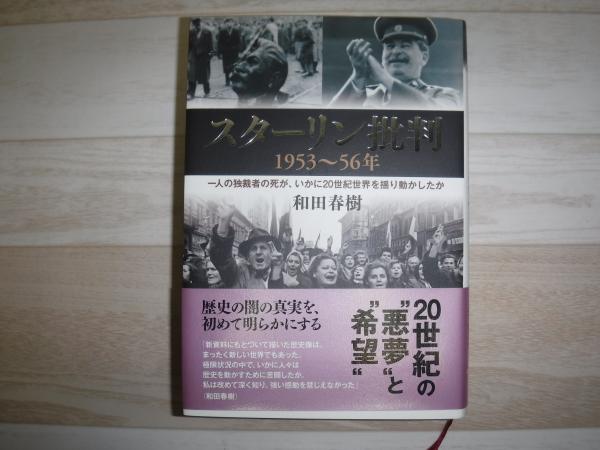 スターリン批判
1953〜56年
一人の独裁者の死が、いかに20世紀世界を揺り動かしたか
和田春樹
20世紀の
"悪夢"と
"希望"
歴史の闇の真実を、
初めて明らかにする
「新資料にもとづいて描いた歴史像は、
まったく新しい世界でもあった。
極限状況の中で、いかに人々は
歴史を動かすために苦闘したか。
私は改めて深く知り、強い感動を禁じえなかった」
(和田春樹)